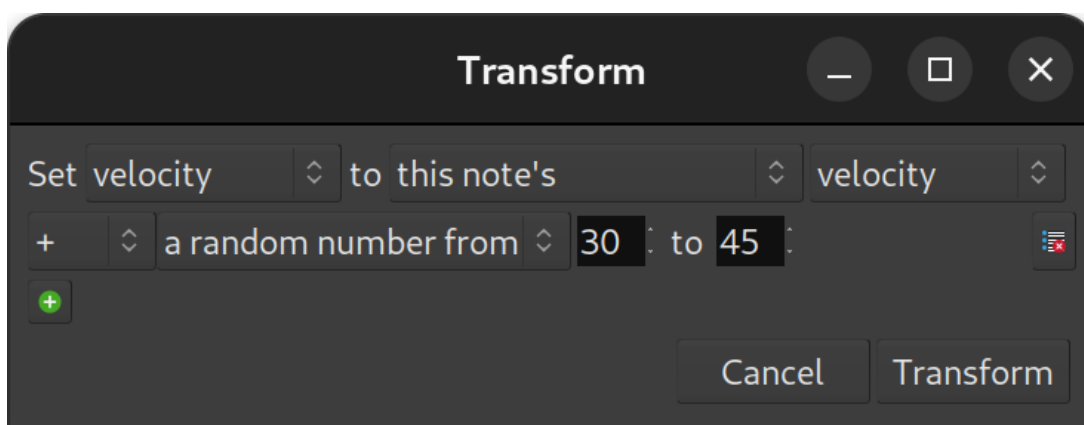 Transform
Set velocity to this note's velocity
+ a random number from 30 to 45
Cancel Transform